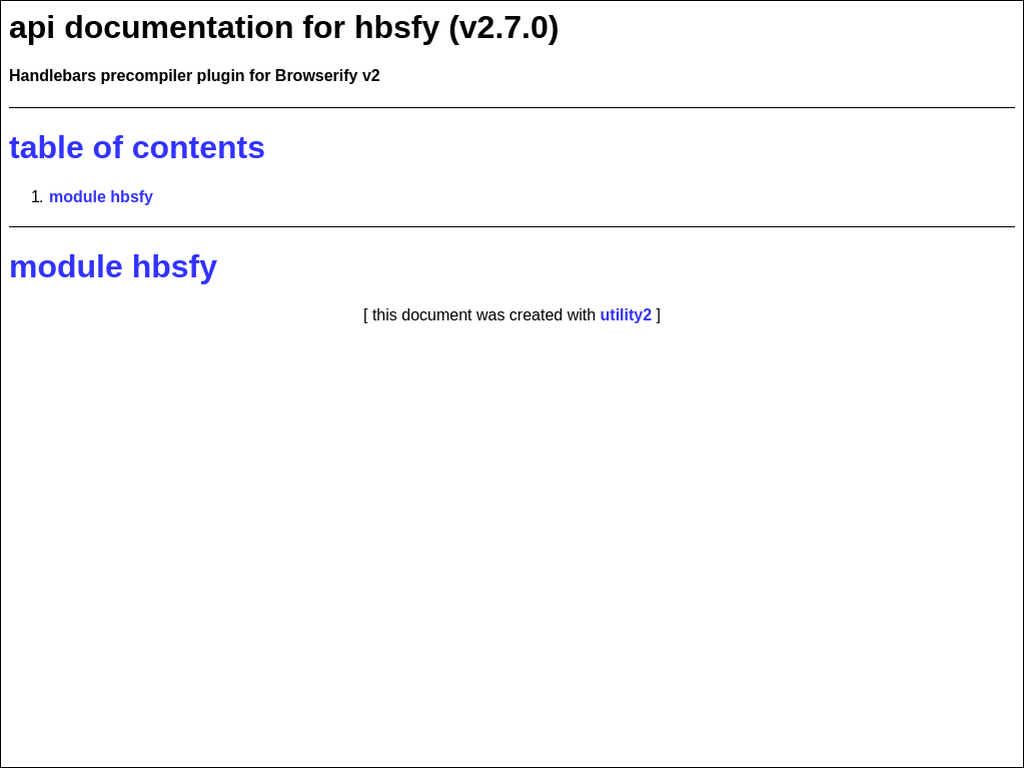 api documentation for hbsfy (v2.7.0)
Handlebars precompiler plugin for Browserify v2
table of contents
1. module hbsfy
module hbsfy
[ this document was created with utility2 ]